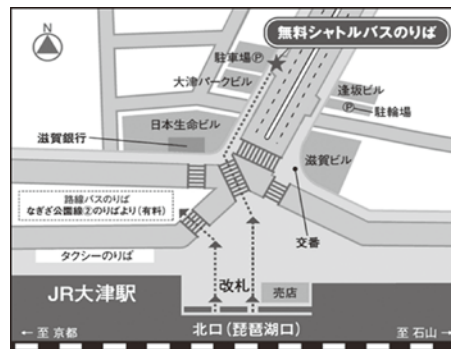 N
無料シャトルバスのりば
駐車場Ⓟ
大津パークビル
逢坂ビル
Ⓟ
駐輪場
日本生命ビル
滋賀銀行
滋賀ビル
路線バスのりば
なぎさ公園線②のりばより(有料)
交番
タクシーのりば
改札
売店
JR大津駅
北口(琵琶湖口)
← 至 京都
至 石山 →